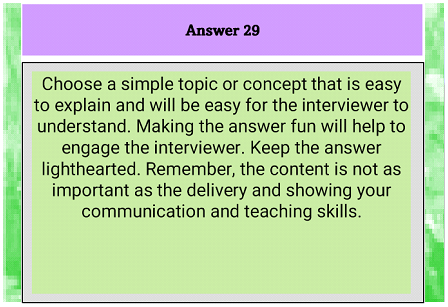 Answer 29
Choose a simple topic or concept that is easy
to explain and will be easy for the interviewer to
understand. Making the answer fun will help to
engage the interviewer. Keep the answer
lighthearted. Remember, the content is not as
important as the delivery and showing your
communication and teaching skills.